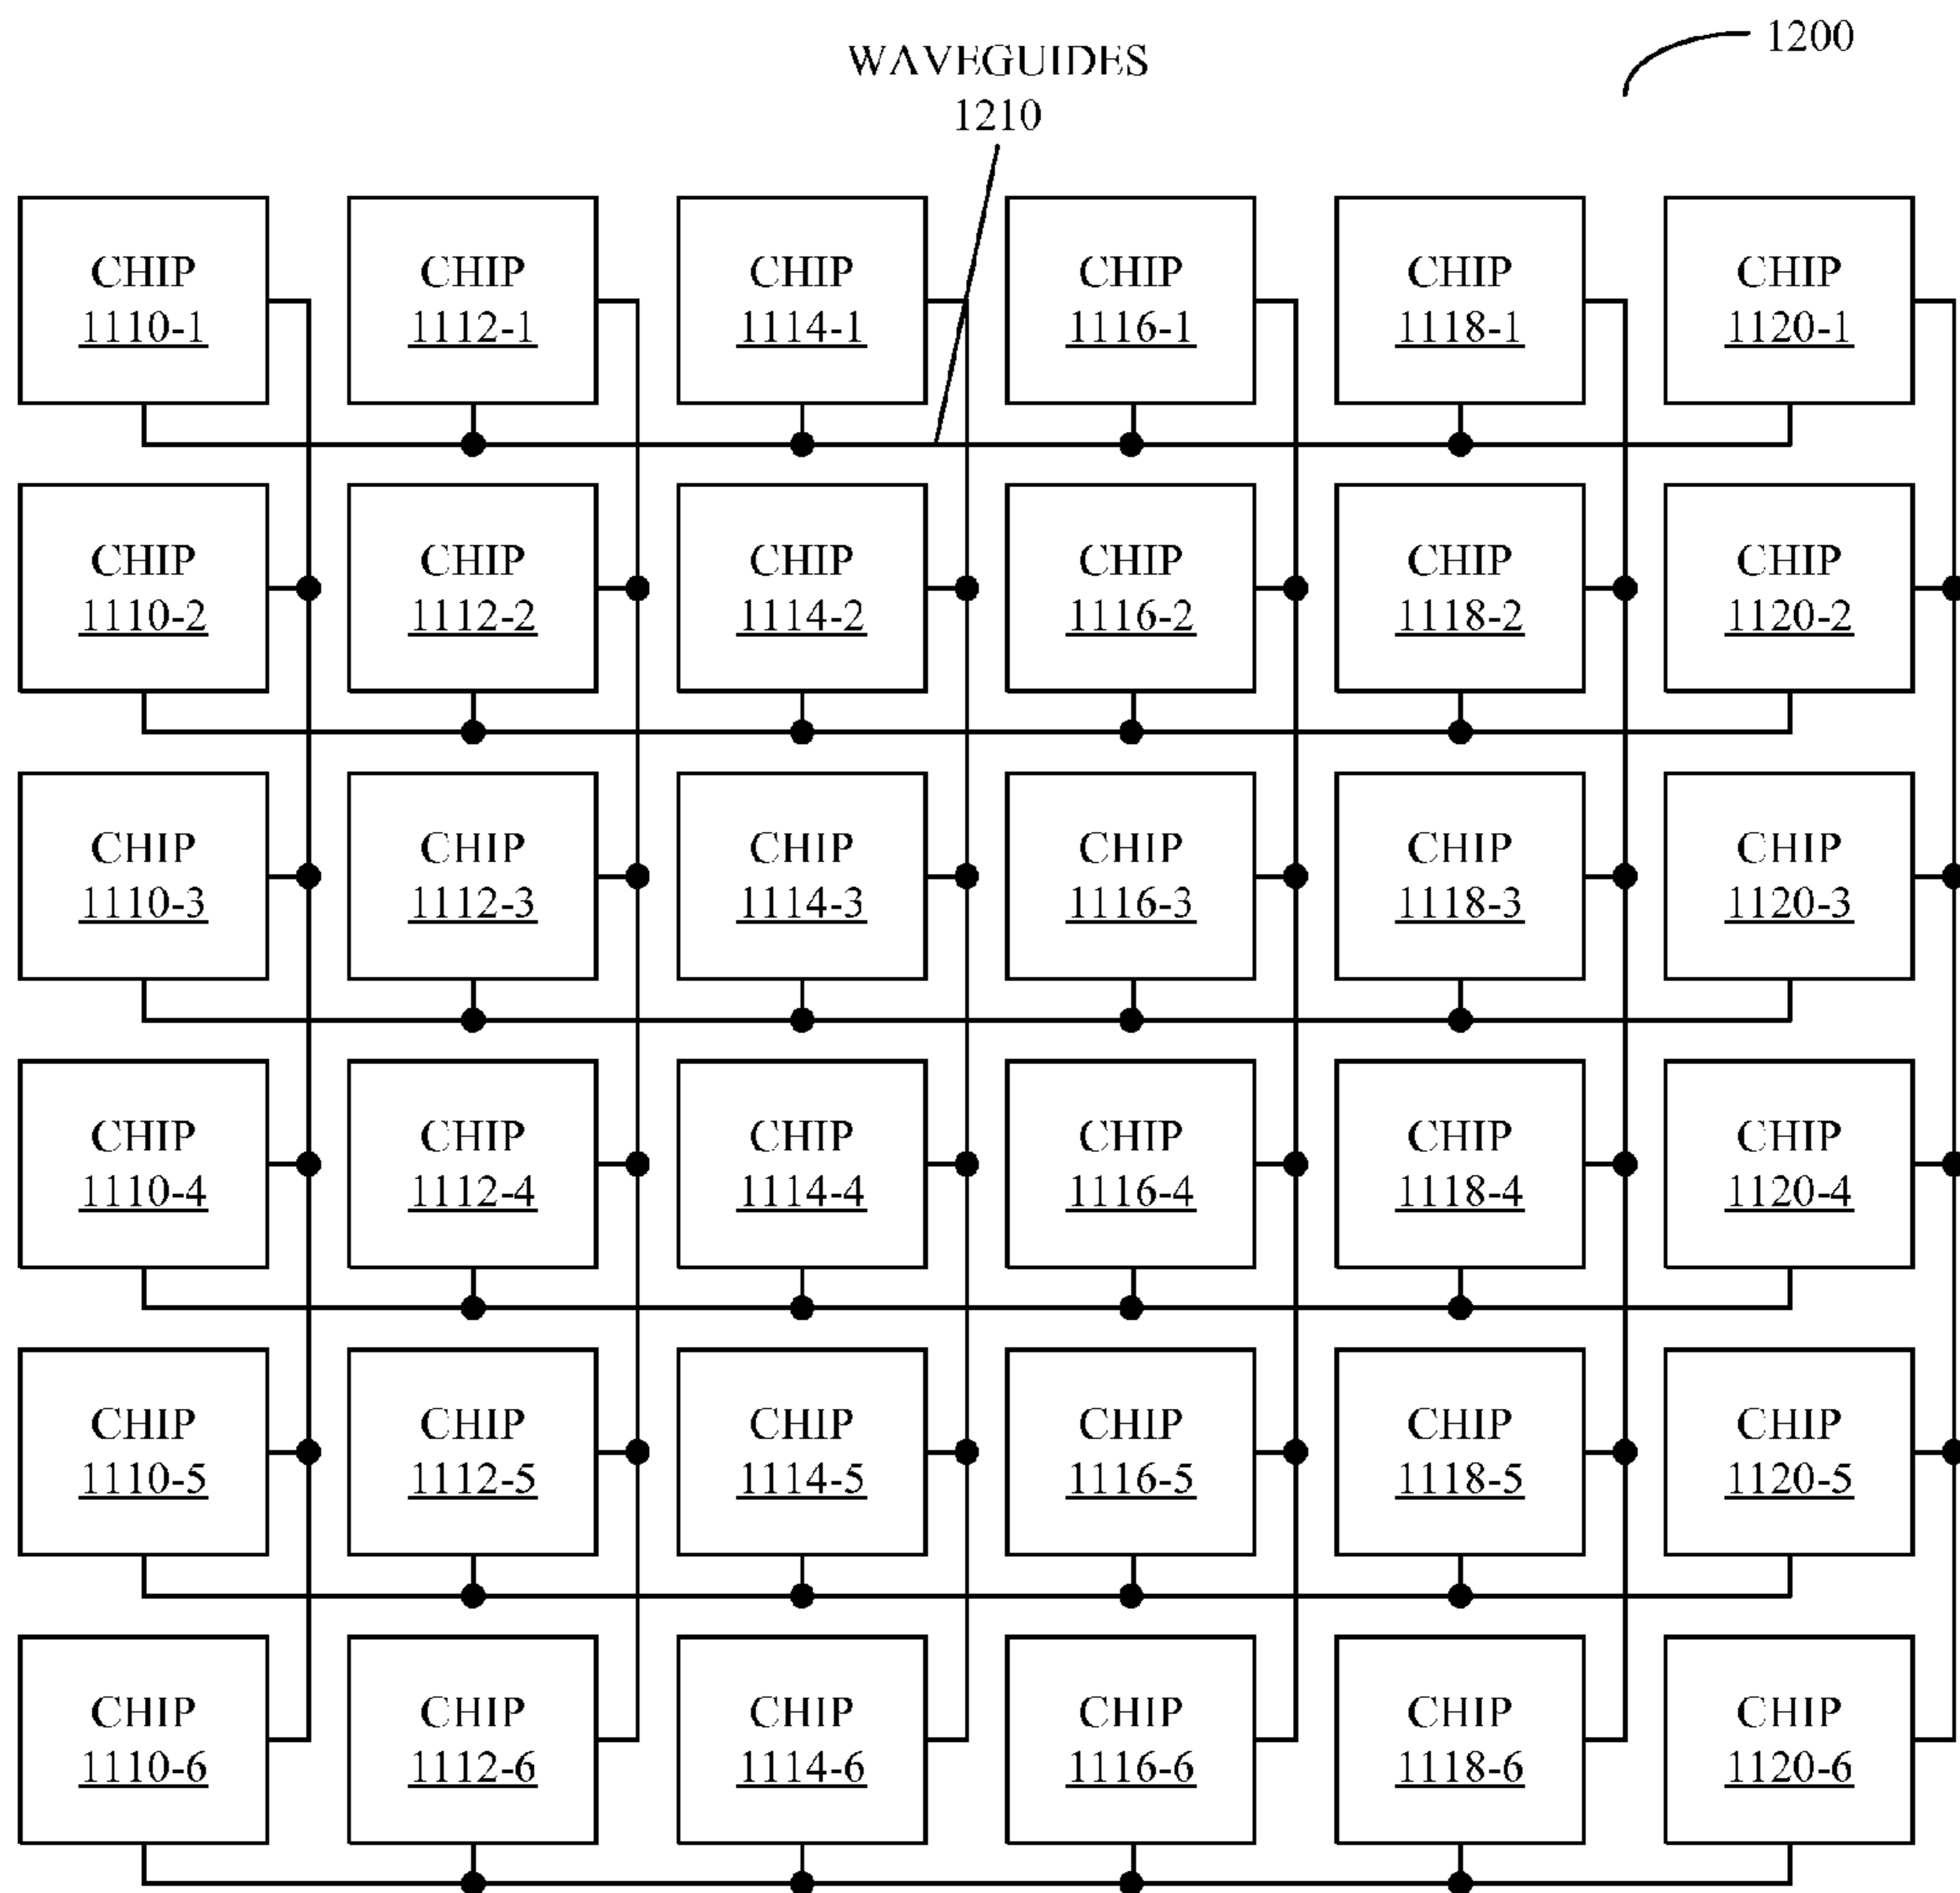 1200
WAVEGUIDES
1210
CHIP CHIP CHIP CHIP CHIP CHIP
1110-1 1112-1 1114-1 1116-1 1118-1 1120-1
CHIP CHIP CHIP CHIP CHIP CHIP
1110-2 1112-2 1114-2 1116-2 1118-2 1120-2
CHIP CHIP CHIP CHIP CHIP CHIP
1110-3 1112-3 1114-3 1116-3 1118-3 1120-3
CHIP CHIP CHIP CHIP CHIP CHIP
1110-4 1112-4 1114-4 1116-4 1118-4 1120-4
CHIP CHIP CHIP CHIP CHIP CHIP
1110-5 1112-5 1114-5 1116-5 1118-5 1120-5
CHIP CHIP CHIP CHIP CHIP CHIP
1110-6 1112-6 1114-6 1116-6 1118-6 1120-6